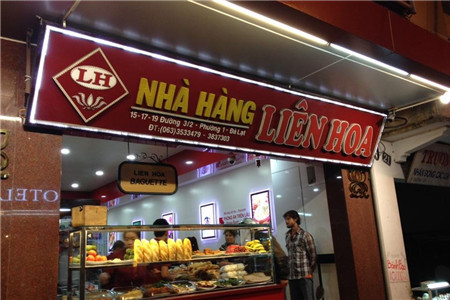 LH
NHÀ HÀNG
LIÊN HOA
15-17-19 Đường 3/2 - Phường 1 - Đà Lạt
ĐT:(063)3533479 - 3837303
LIEN HOA
BAGUETTE
OTEL